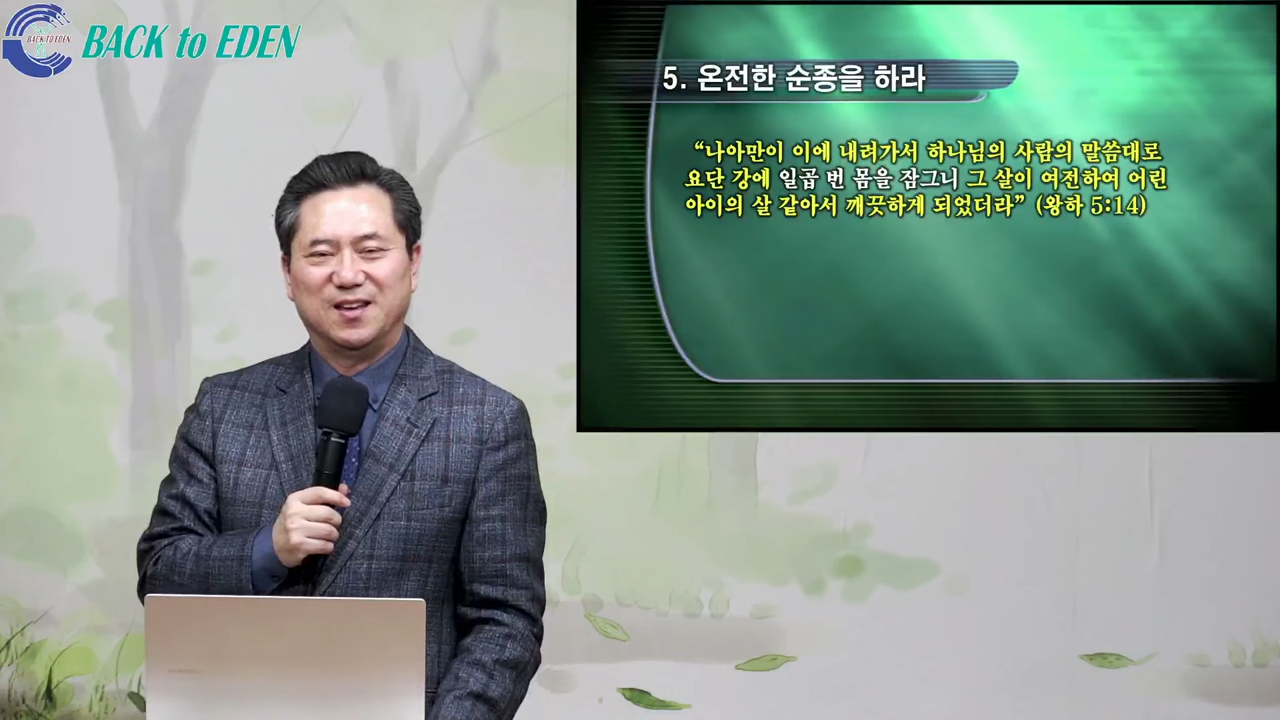 BACK TO EDEN
BACK to EDEN
5. 온전한 순종을 하라
“나아만이 이에 내려가서 하나님의 사람의 말씀대로
요단 강에 일곱 번 몸을 잠그니 그 살이 여전하여 어린
아이의 살 같아서 깨끗하게 되었더라” (왕하 5:14)